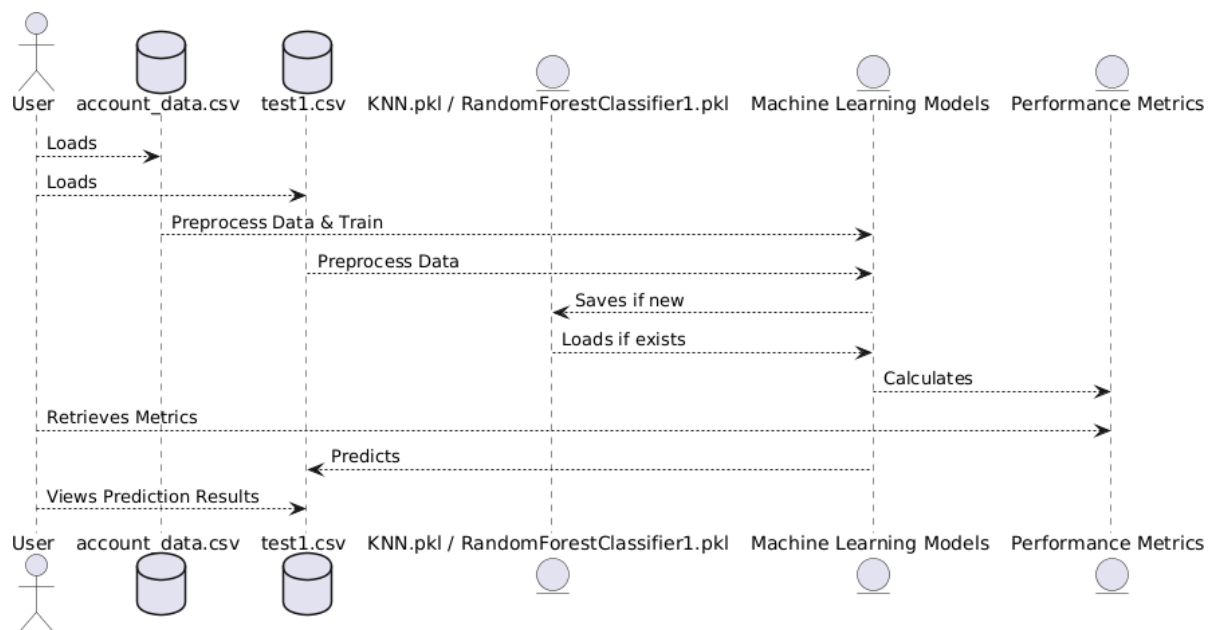 User account_data.csv test1.csv KNN.pkl / RandomForestClassifier1.pkl Machine Learning Models Performance Metrics
Loads
Loads
Preprocess Data & Train
Preprocess Data
Saves if new
Loads if exists
Calculates
Retrieves Metrics
Predicts
Views Prediction Results
User account_data.csv test1.csv KNN.pkl / RandomForestClassifier1.pkl Machine Learning Models Performance Metrics